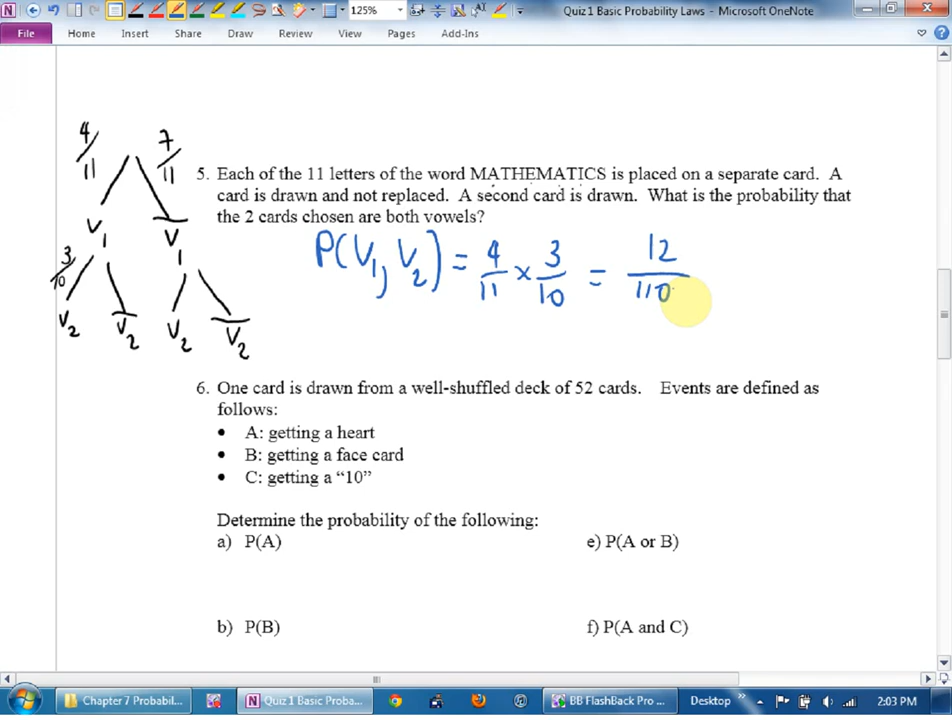 125%
Quiz 1 Basic Probability Laws - Microsoft OneNote
File Home Insert Share Draw Review View Pages Add-Ins
4/11 7/11
5. Each of the 11 letters of the word MATHEMATICS is placed on a separate card. A
card is drawn and not replaced. A second card is drawn. What is the probability that
the 2 cards chosen are both vowels?
V₁ V̅₁
P(V₁, V₂) = 4/11 × 3/10 = 12/110
3/10
V₂ V̅₂ V₂ V̅₂
6. One card is drawn from a well-shuffled deck of 52 cards. Events are defined as
follows:
• A: getting a heart
• B: getting a face card
• C: getting a “10”
Determine the probability of the following:
a) P(A) e) P(A or B)
b) P(B) f) P(A and C)
Chapter 7 Probabil... Quiz 1 Basic Proba... BB FlashBack Pro ... Desktop 2:03 PM